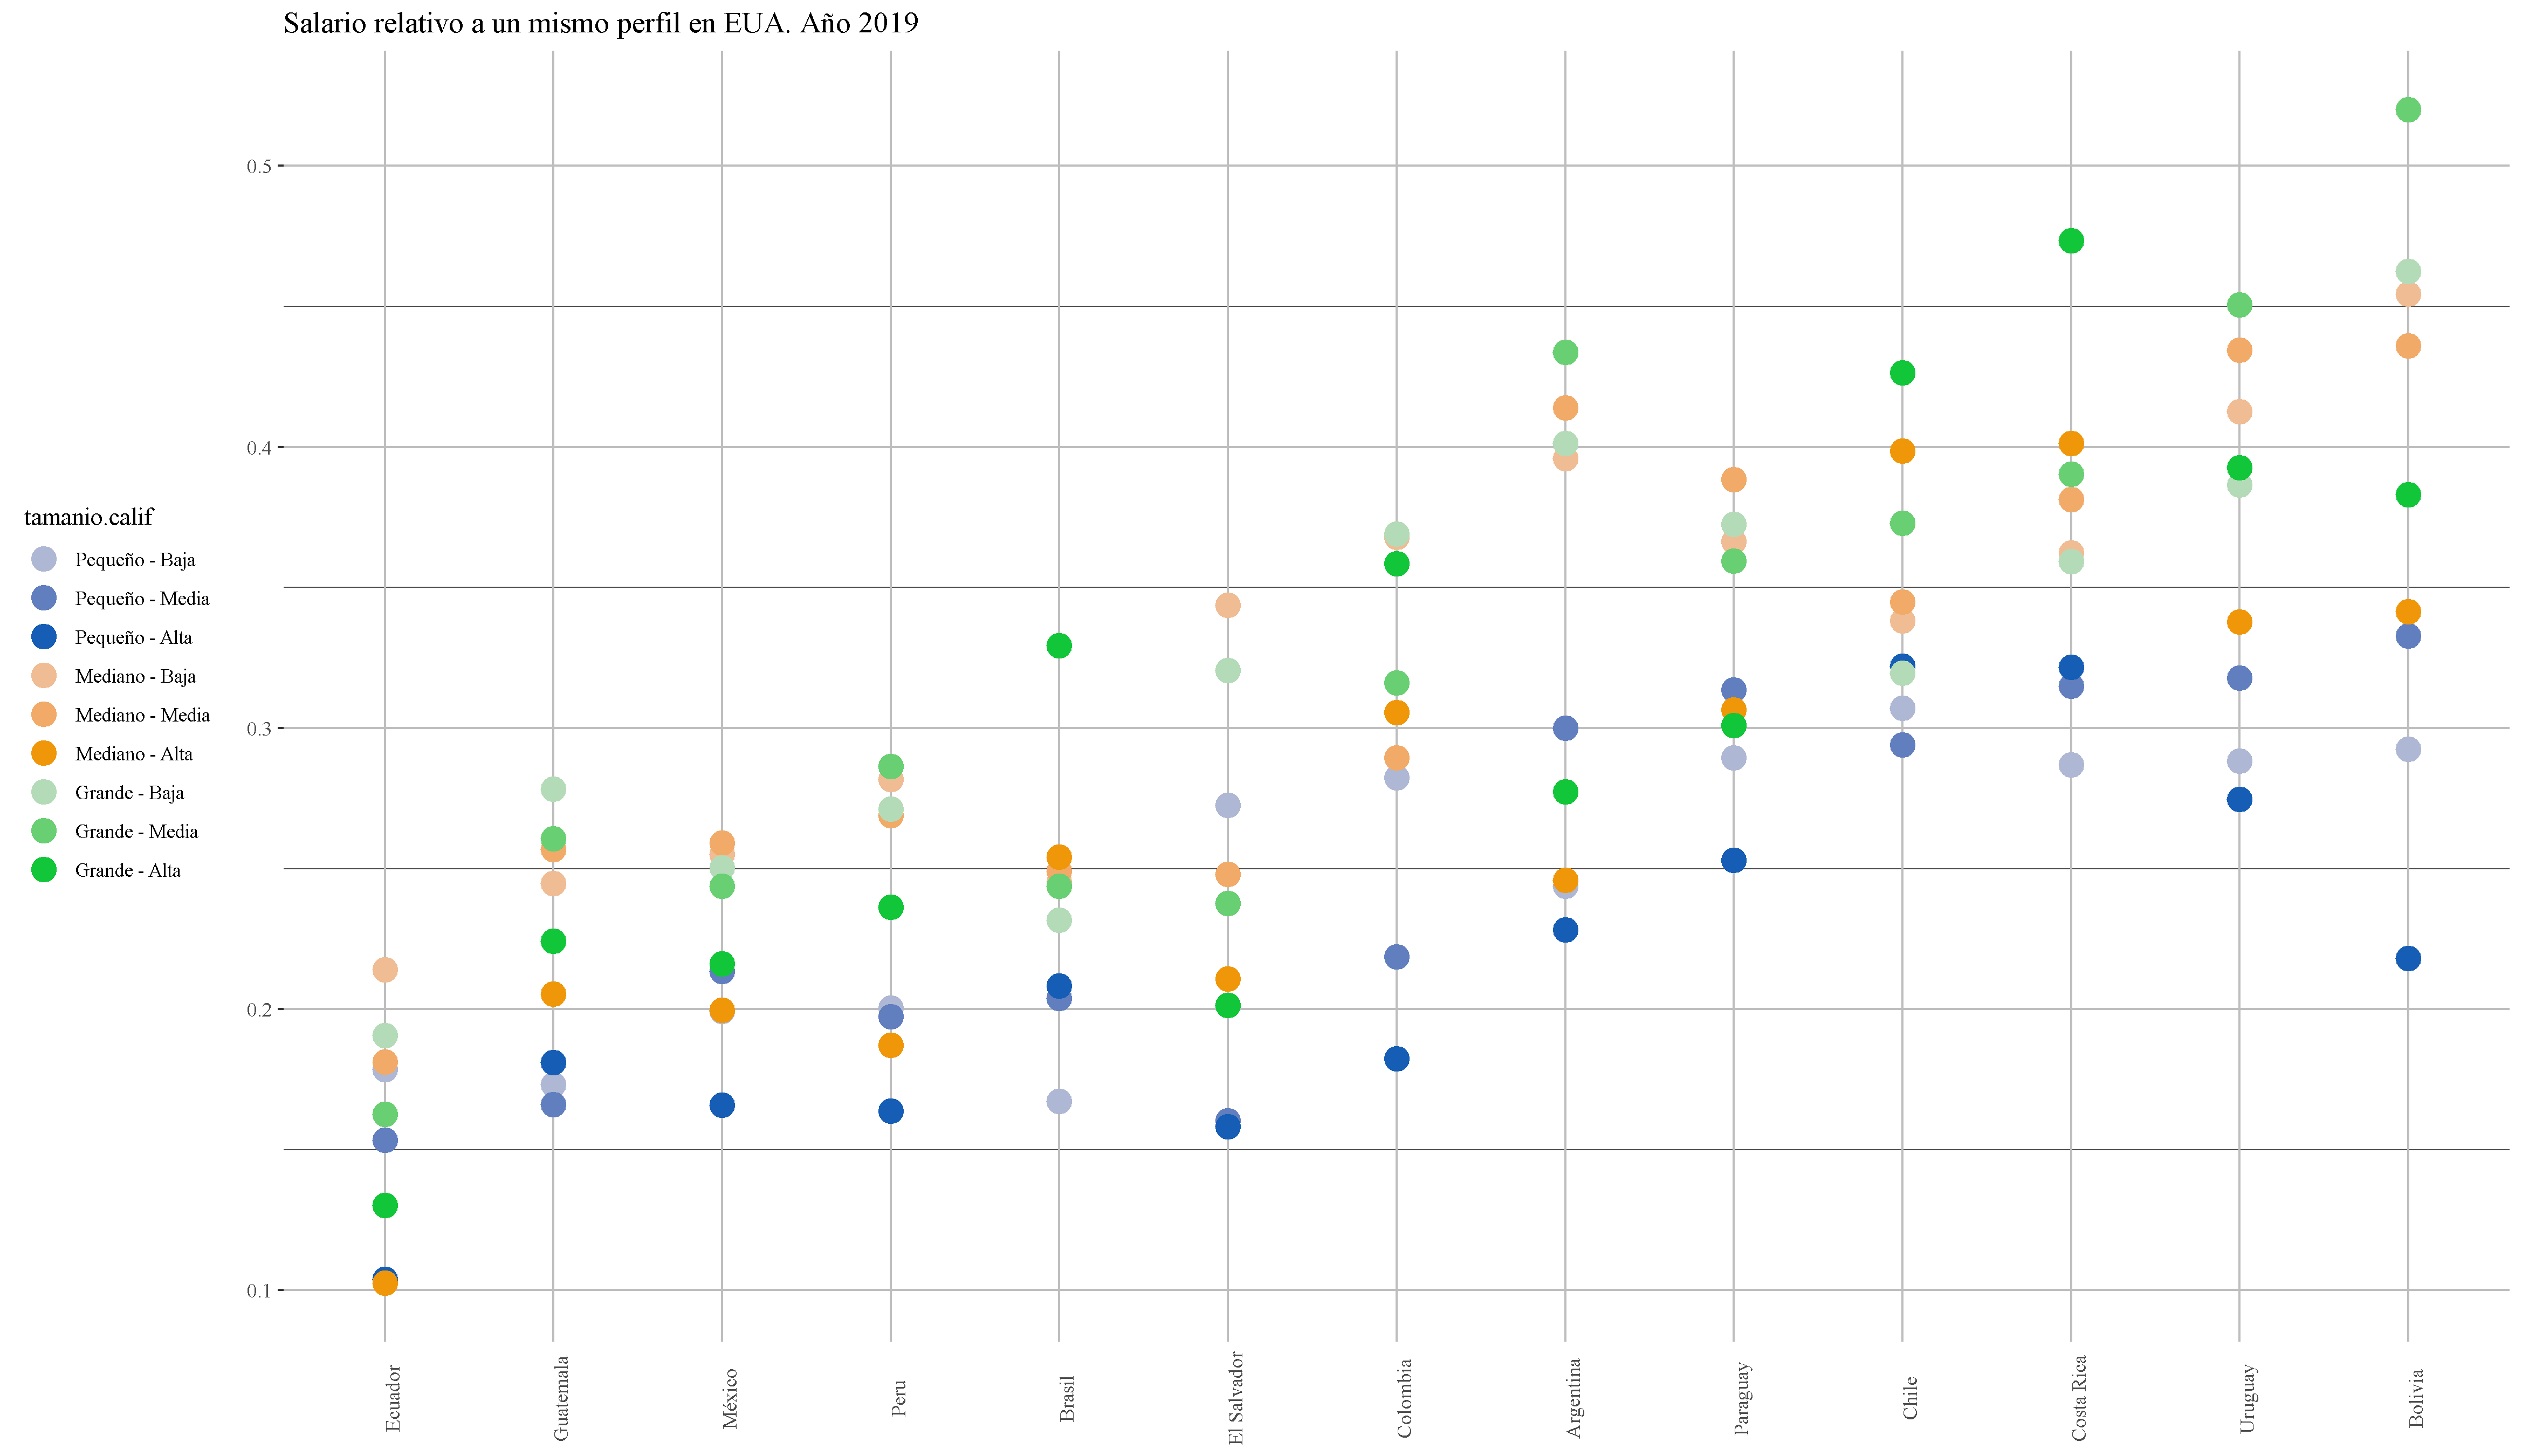 Salario relativo a un mismo perfil en EUA. Año 2019
0.5
0.4
0.3
0.2
0.1
tamanio.calif
Pequeño - Baja
Pequeño - Media
Pequeño - Alta
Mediano - Baja
Mediano - Media
Mediano - Alta
Grande - Baja
Grande - Media
Grande - Alta
Ecuador
Guatemala
México
Peru
Brasil
El Salvador
Colombia
Argentina
Paraguay
Chile
Costa Rica
Uruguay
Bolivia